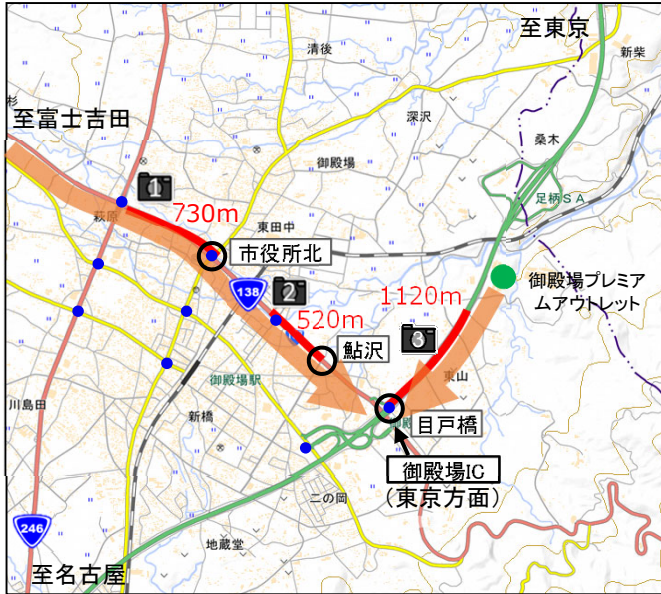 至東京
新柴
清後
至富士吉田
杉
深沢
桑木
御殿場
足柄SA
1
730m
萩原
東田中
市役所北
御殿場プレミア
ムアウトレット
138
2
1120m
520m
3
鮎沢
東山
御殿場駅
川島田
新橋
目戸橋
御殿場IC
(東京方面)
二の岡
246
地蔵堂
至名古屋